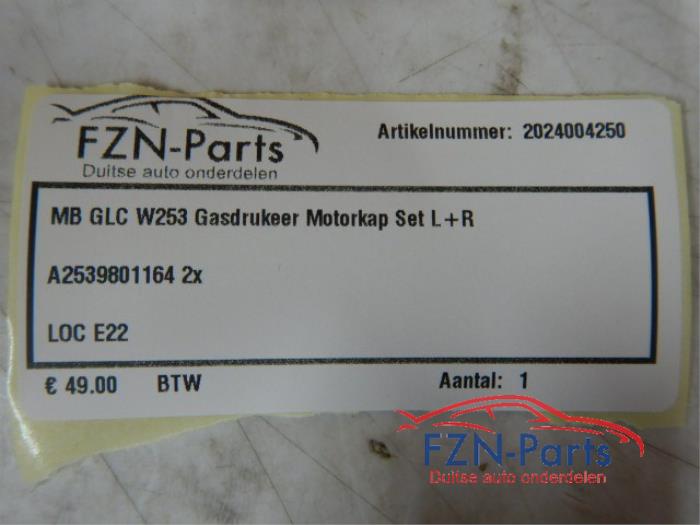 FZN-Parts
Duitse auto onderdelen
Artikelnummer: 2024004250
MB GLC W253 Gasdrukeer Motorkap Set L+R
A2539801164 2x
LOC E22
€ 49.00 BTW Aantal: 1
FZN-Parts
Duitse auto onderdelen